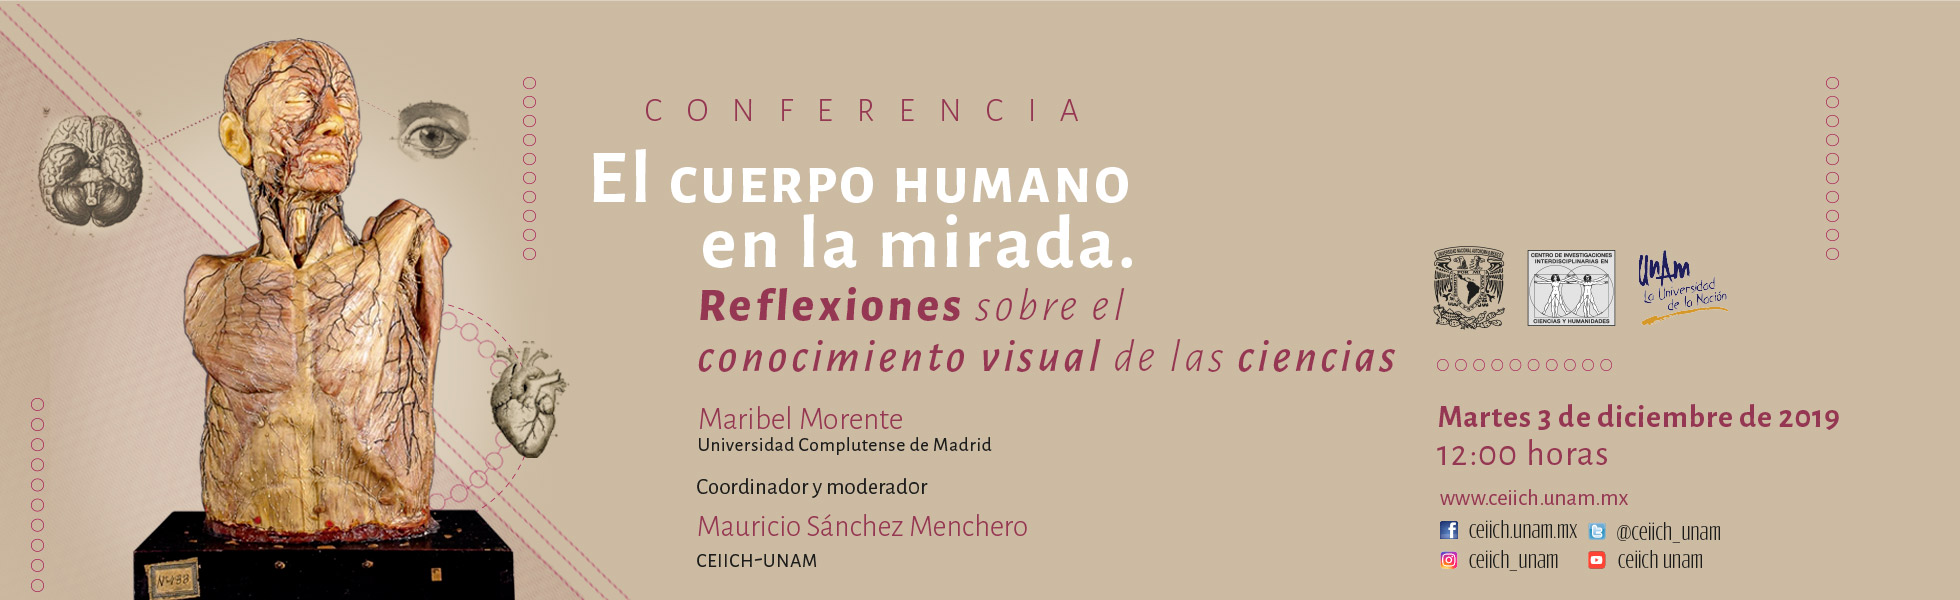 CONFERENCIA
El CUERPO HUMANO
en la mirada.
Reflexiones sobre el
conocimiento visual de las ciencias
Maribel Morente
Universidad Complutense de Madrid
Coordinador y moderador
Mauricio Sánchez Menchero
CEIICH-UNAM
Nº 433
CENTRO DE INVESTIGACIONES
INTERDISCIPLINARIAS EN
CIENCIAS Y HUMANIDADES
UnAm
La Universidad
de la Nación
Martes 3 de diciembre de 2019
12:00 horas
www.ceiich.unam.mx
ceiich.unam.mx @ceiich_unam
ceiich_unam ceiich unam